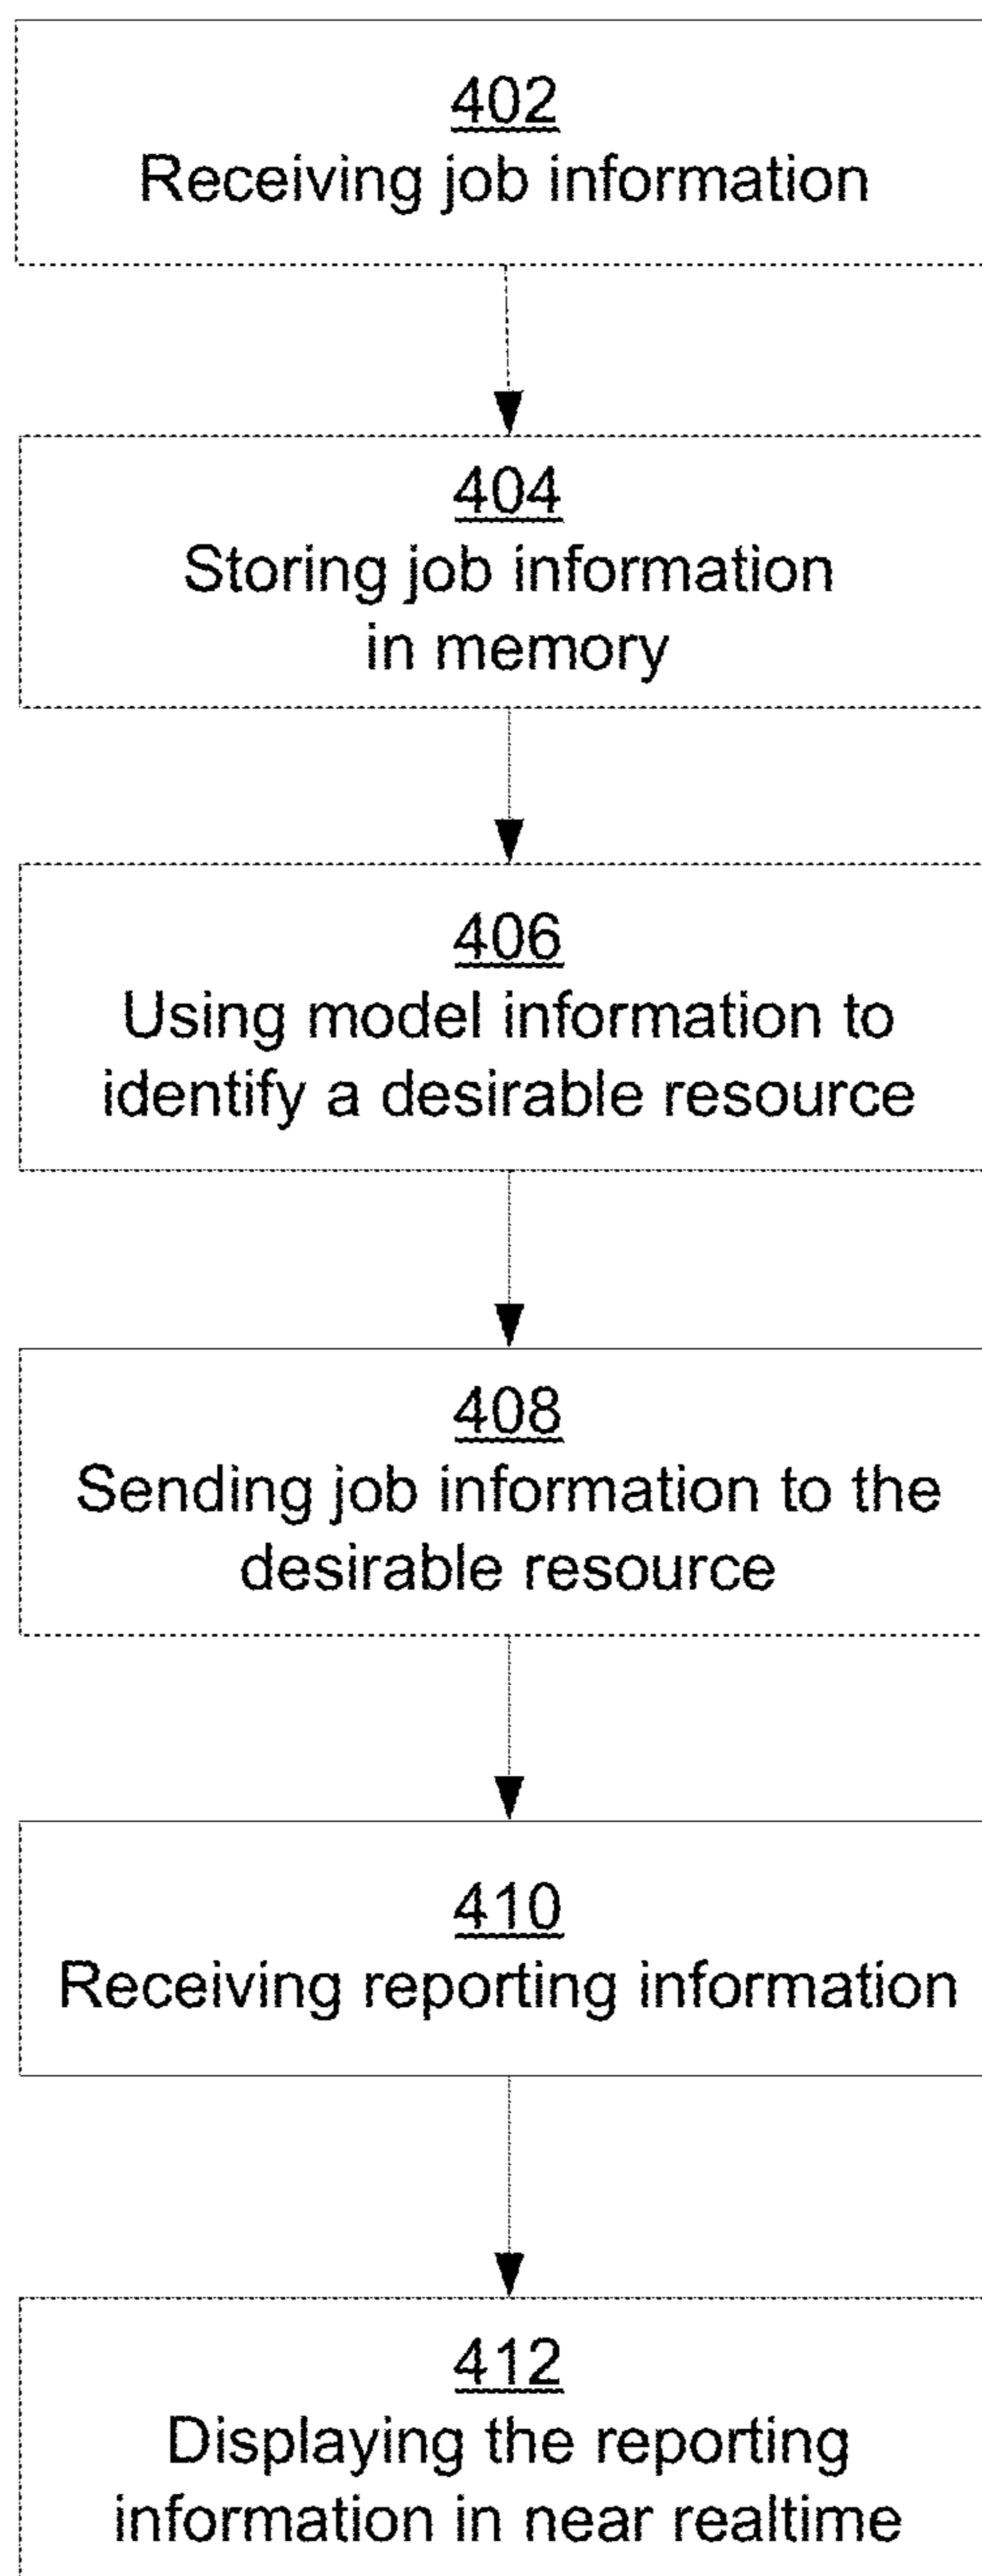 402
Receiving job information
404
Storing job information
in memory
406
Using model information to
identify a desirable resource
408
Sending job information to the
desirable resource
410
Receiving reporting information
412
Displaying the reporting
information in near realtime